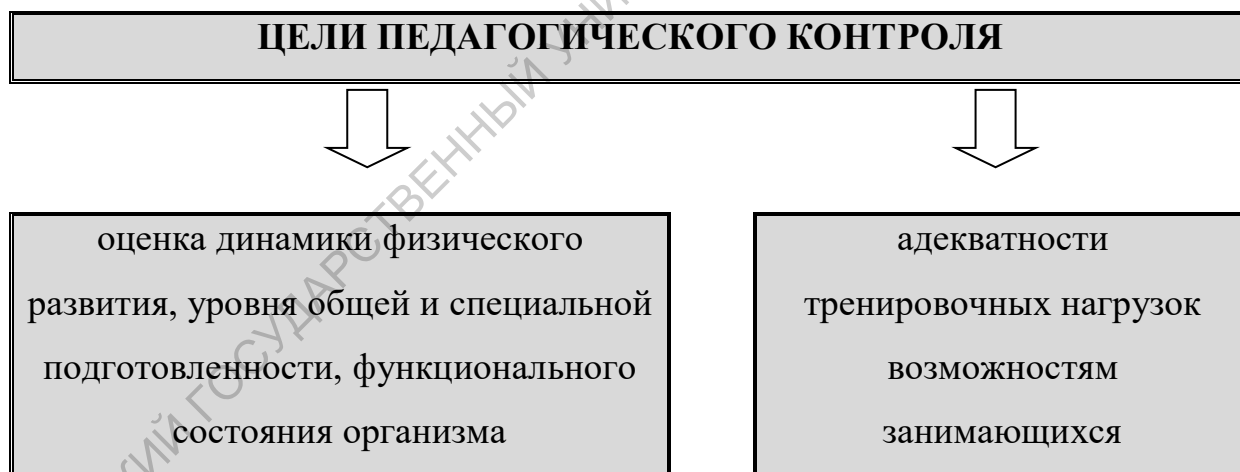 ЦЕЛИ ПЕДАГОГИЧЕСКОГО КОНТРОЛЯ
оценка динамики физического
развития, уровня общей и специальной
подготовленности, функционального
состояния организма
адекватности
тренировочных нагрузок
возможностям
занимающихся
ГОСУДАРСТВЕННЫЙ